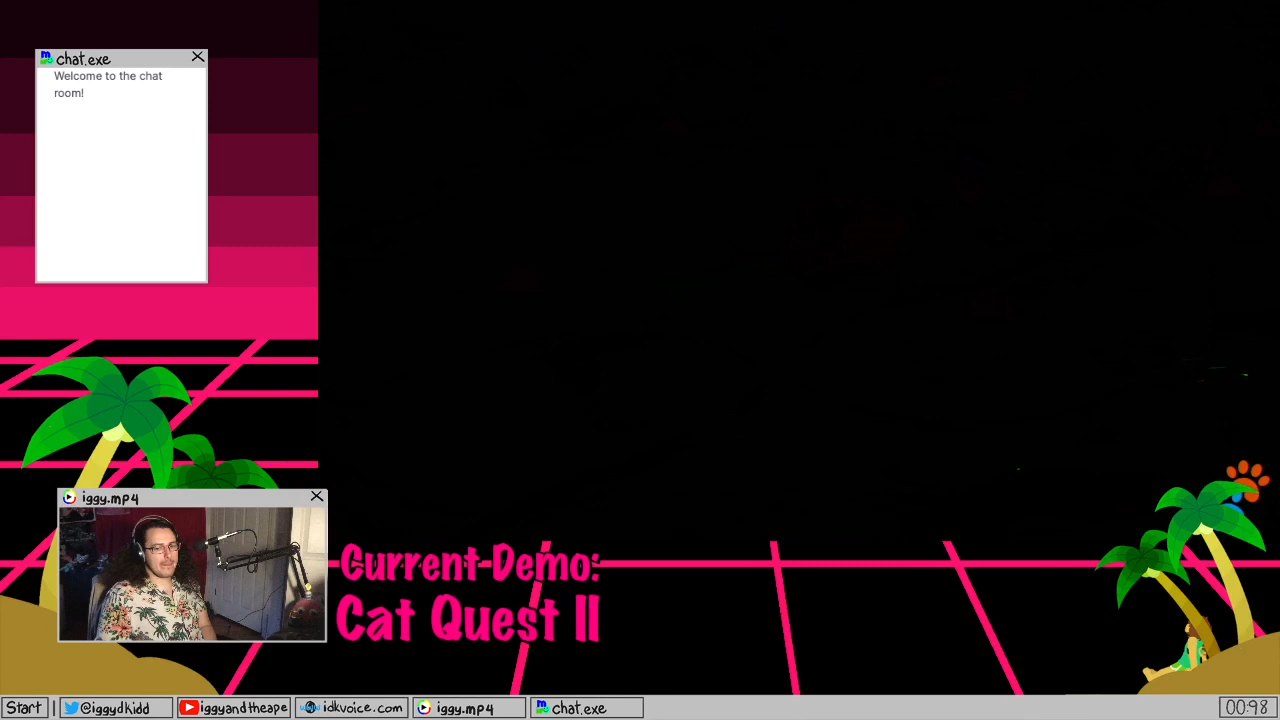 chat.exe
Welcome to the chat
room!
iggy.mp4
Current Demo:
Cat Quest II
Start
@iggydkidd
iggyandtheape
www idkvoice.com
iggy.mp4
chat.exe
00:98